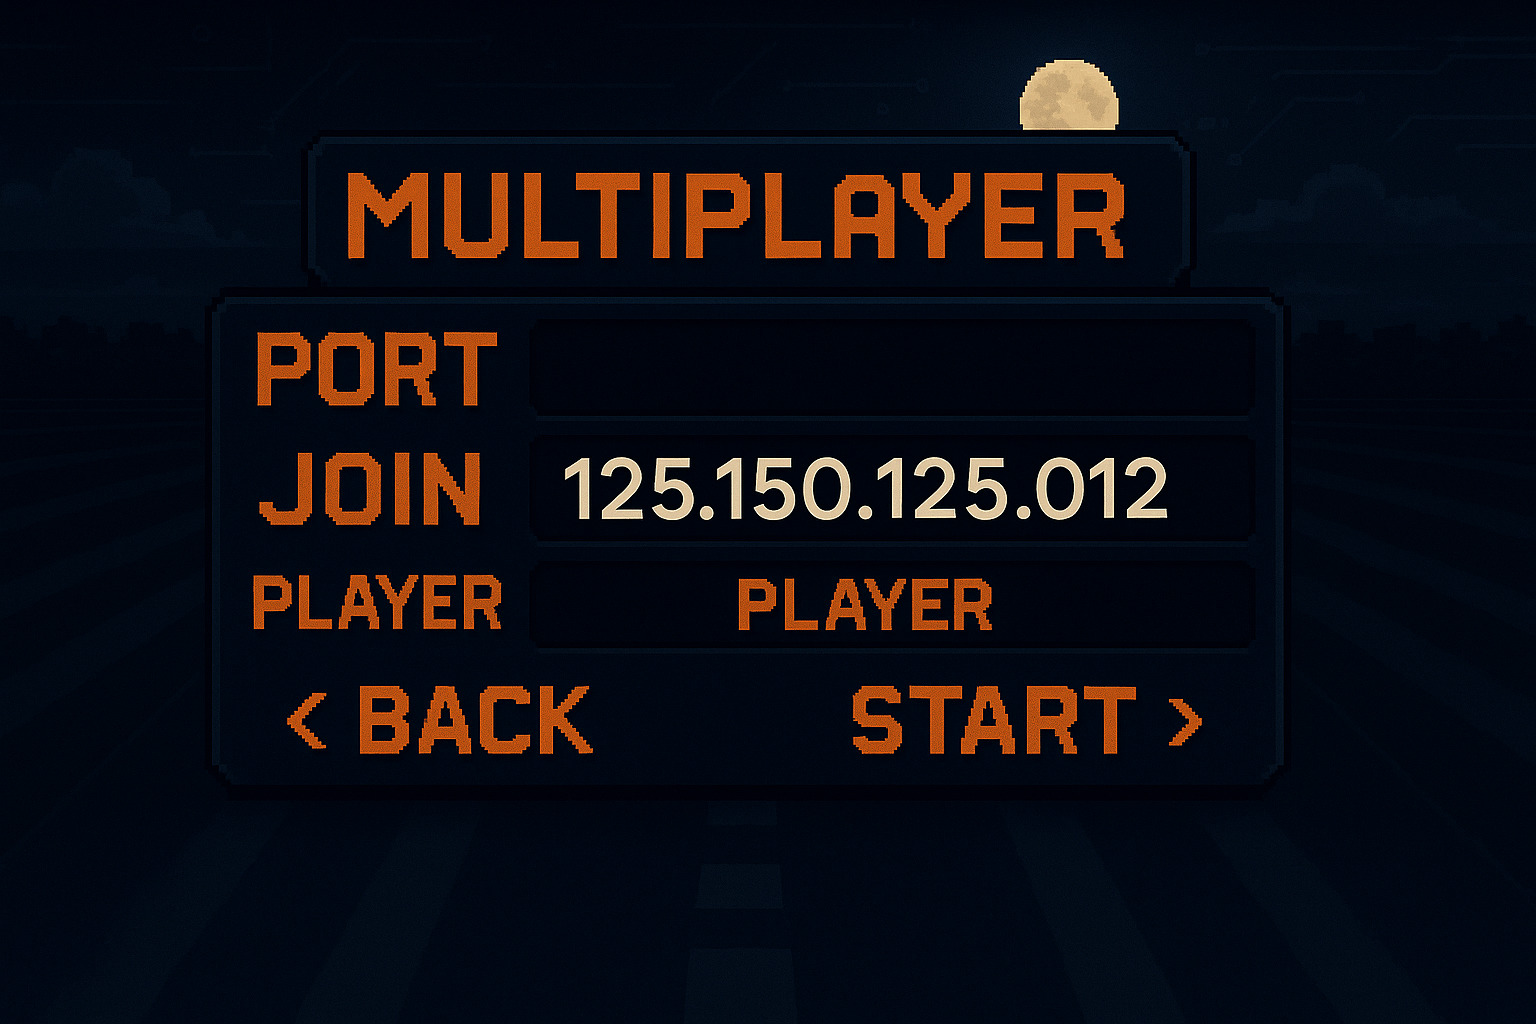 MULTIPLAYER
PORT
JOIN 125.150.125.012
PLAYER PLAYER
< BACK START >